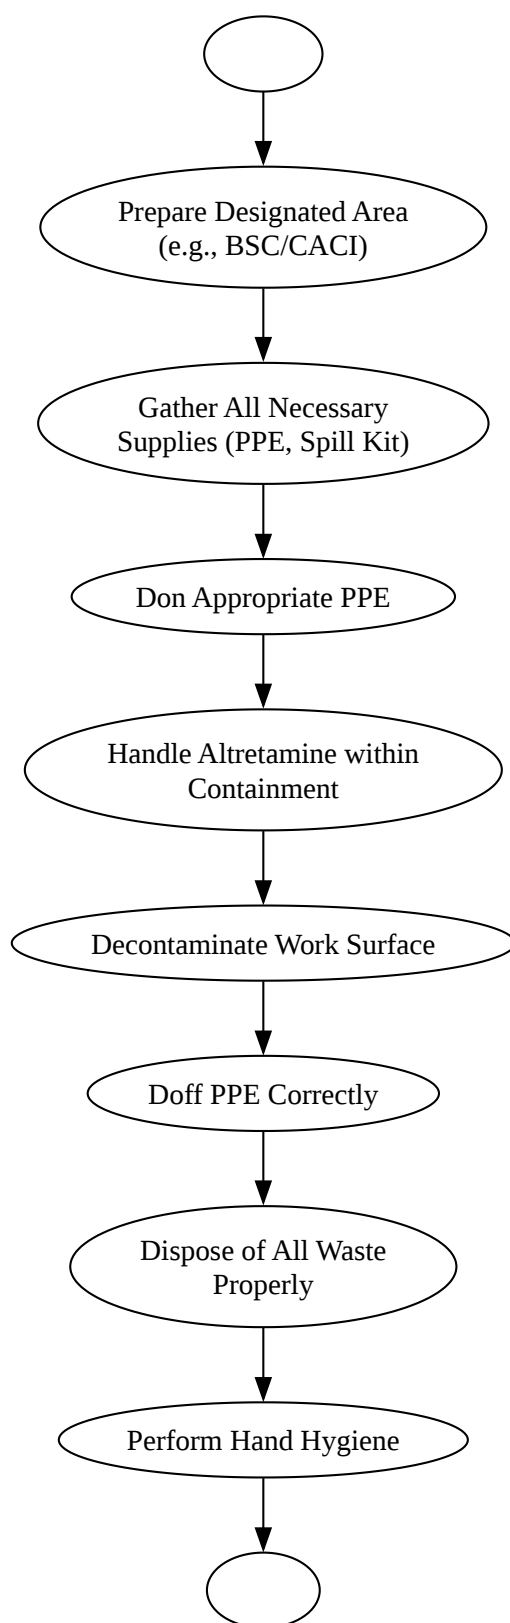 Prepare Designated Area
(e.g., BSC/CACI)
Gather All Necessary
Supplies (PPE, Spill Kit)
Don Appropriate PPE
Handle Altretamine within
Containment
Decontaminate Work Surface
Doff PPE Correctly
Dispose of All Waste
Properly
Perform Hand Hygiene